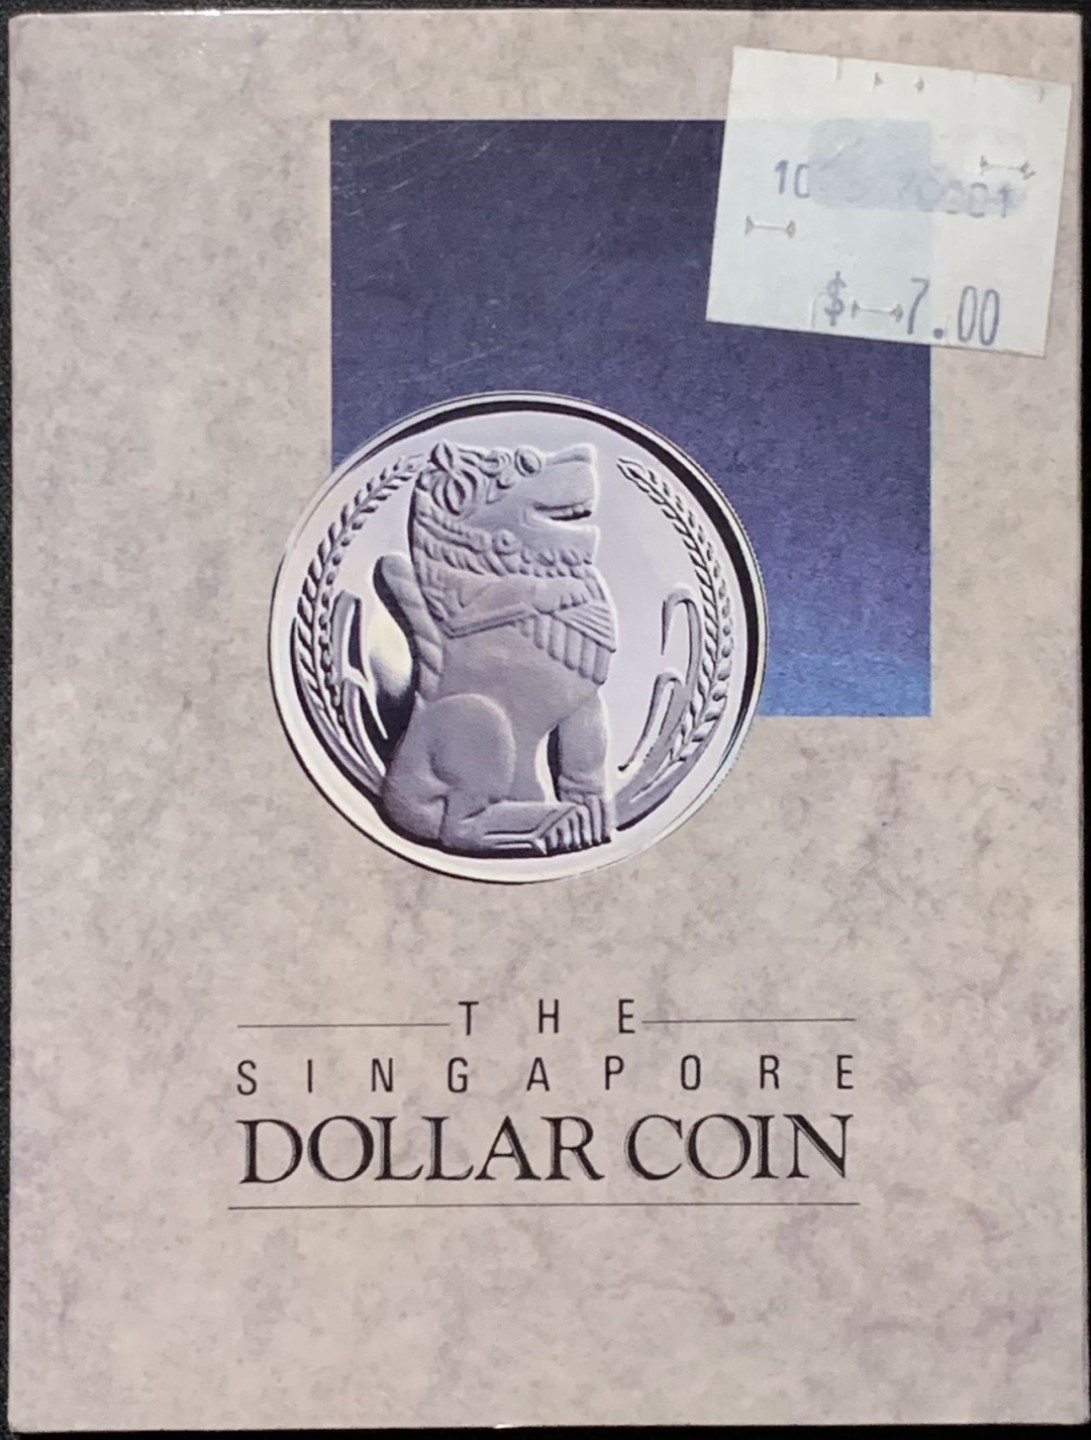 $ 7.00
THE
SINGAPORE
DOLLAR COIN